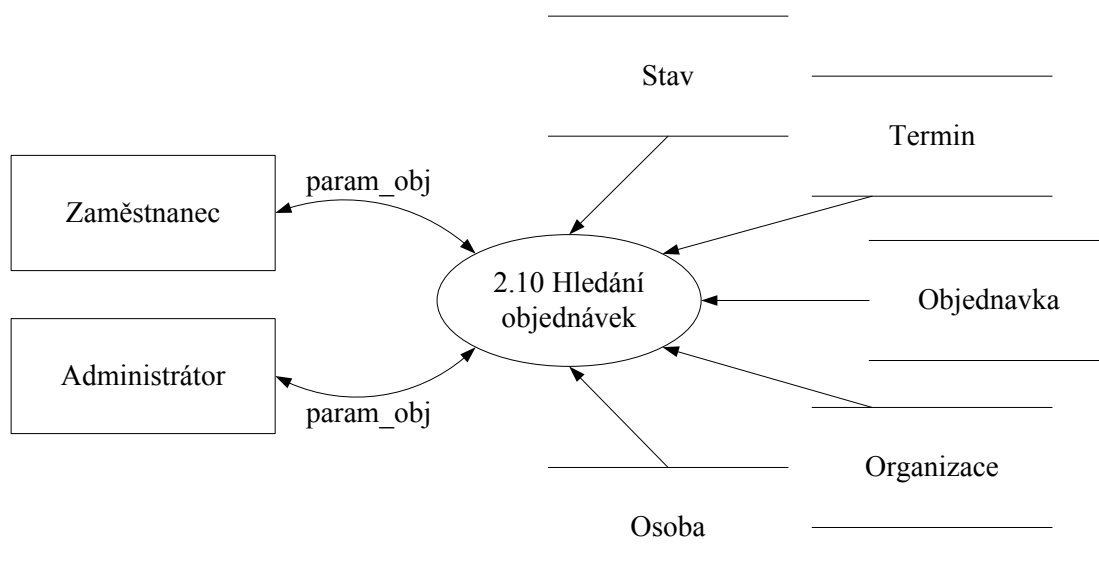 Stav
Termin
param_obj
Zaměstnanec
2.10 Hledání
objednávek
Objednavka
Administrátor
param_obj
Organizace
Osoba